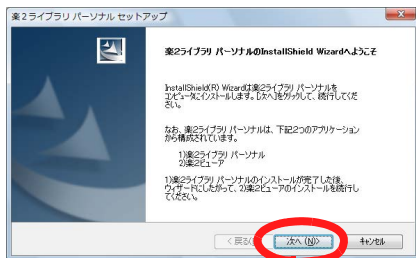 楽2ライブラリ パーソナル セットアップ
楽2ライブラリ パーソナルのInstallShield Wizardへようこそ
InstallShield(R) Wizardは楽2ライブラリ パーソナルを
コンピュータにインストールします。[次へ]をクリックして、続行してくだ
さい。
なお、楽2ライブラリ パーソナルは、下記2つのアプリケーション
から構成されています。
1)楽2ライブラリ パーソナル
2)楽2ビューア
1)楽2ライブラリ パーソナルのインストールが完了した後、
ウィザードにしたがって、2)楽2ビューアのインストールを続行し
てください。
< 戻る(
次へ (N)>
キャンセル